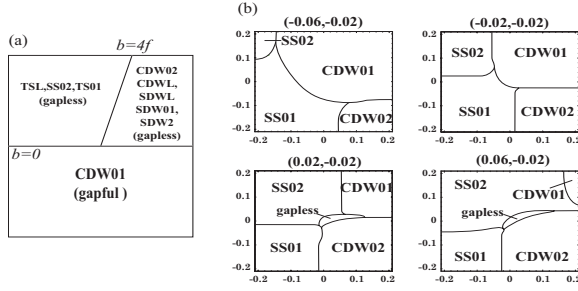 (a)
b=4f
TSL,SS02,TS01
(gapless)
CDW02
CDWL,
SDWL
SDW01,
SDW2
(gapless)
b=0
CDW01
(gapful )
(b)
(-0.06,-0.02)
0.2
0.1
0
-0.1
-0.2
SS02
CDW01
SS01
CDW02
-0.2 -0.1 0 0.1 0.2
(-0.02,-0.02)
0.2
0.1
0
-0.1
-0.2
SS02
CDW01
SS01
CDW02
-0.2 -0.1 0 0.1 0.2
(0.02,-0.02)
0.2
0.1
0
-0.1
-0.2
SS02
CDW01
gapless
SS01
CDW02
-0.2 -0.1 0 0.1 0.2
(0.06,-0.02)
0.2
0.1
0
-0.1
-0.2
SS02
CDW01
gapless
SS01
CDW02
-0.2 -0.1 0 0.1 0.2